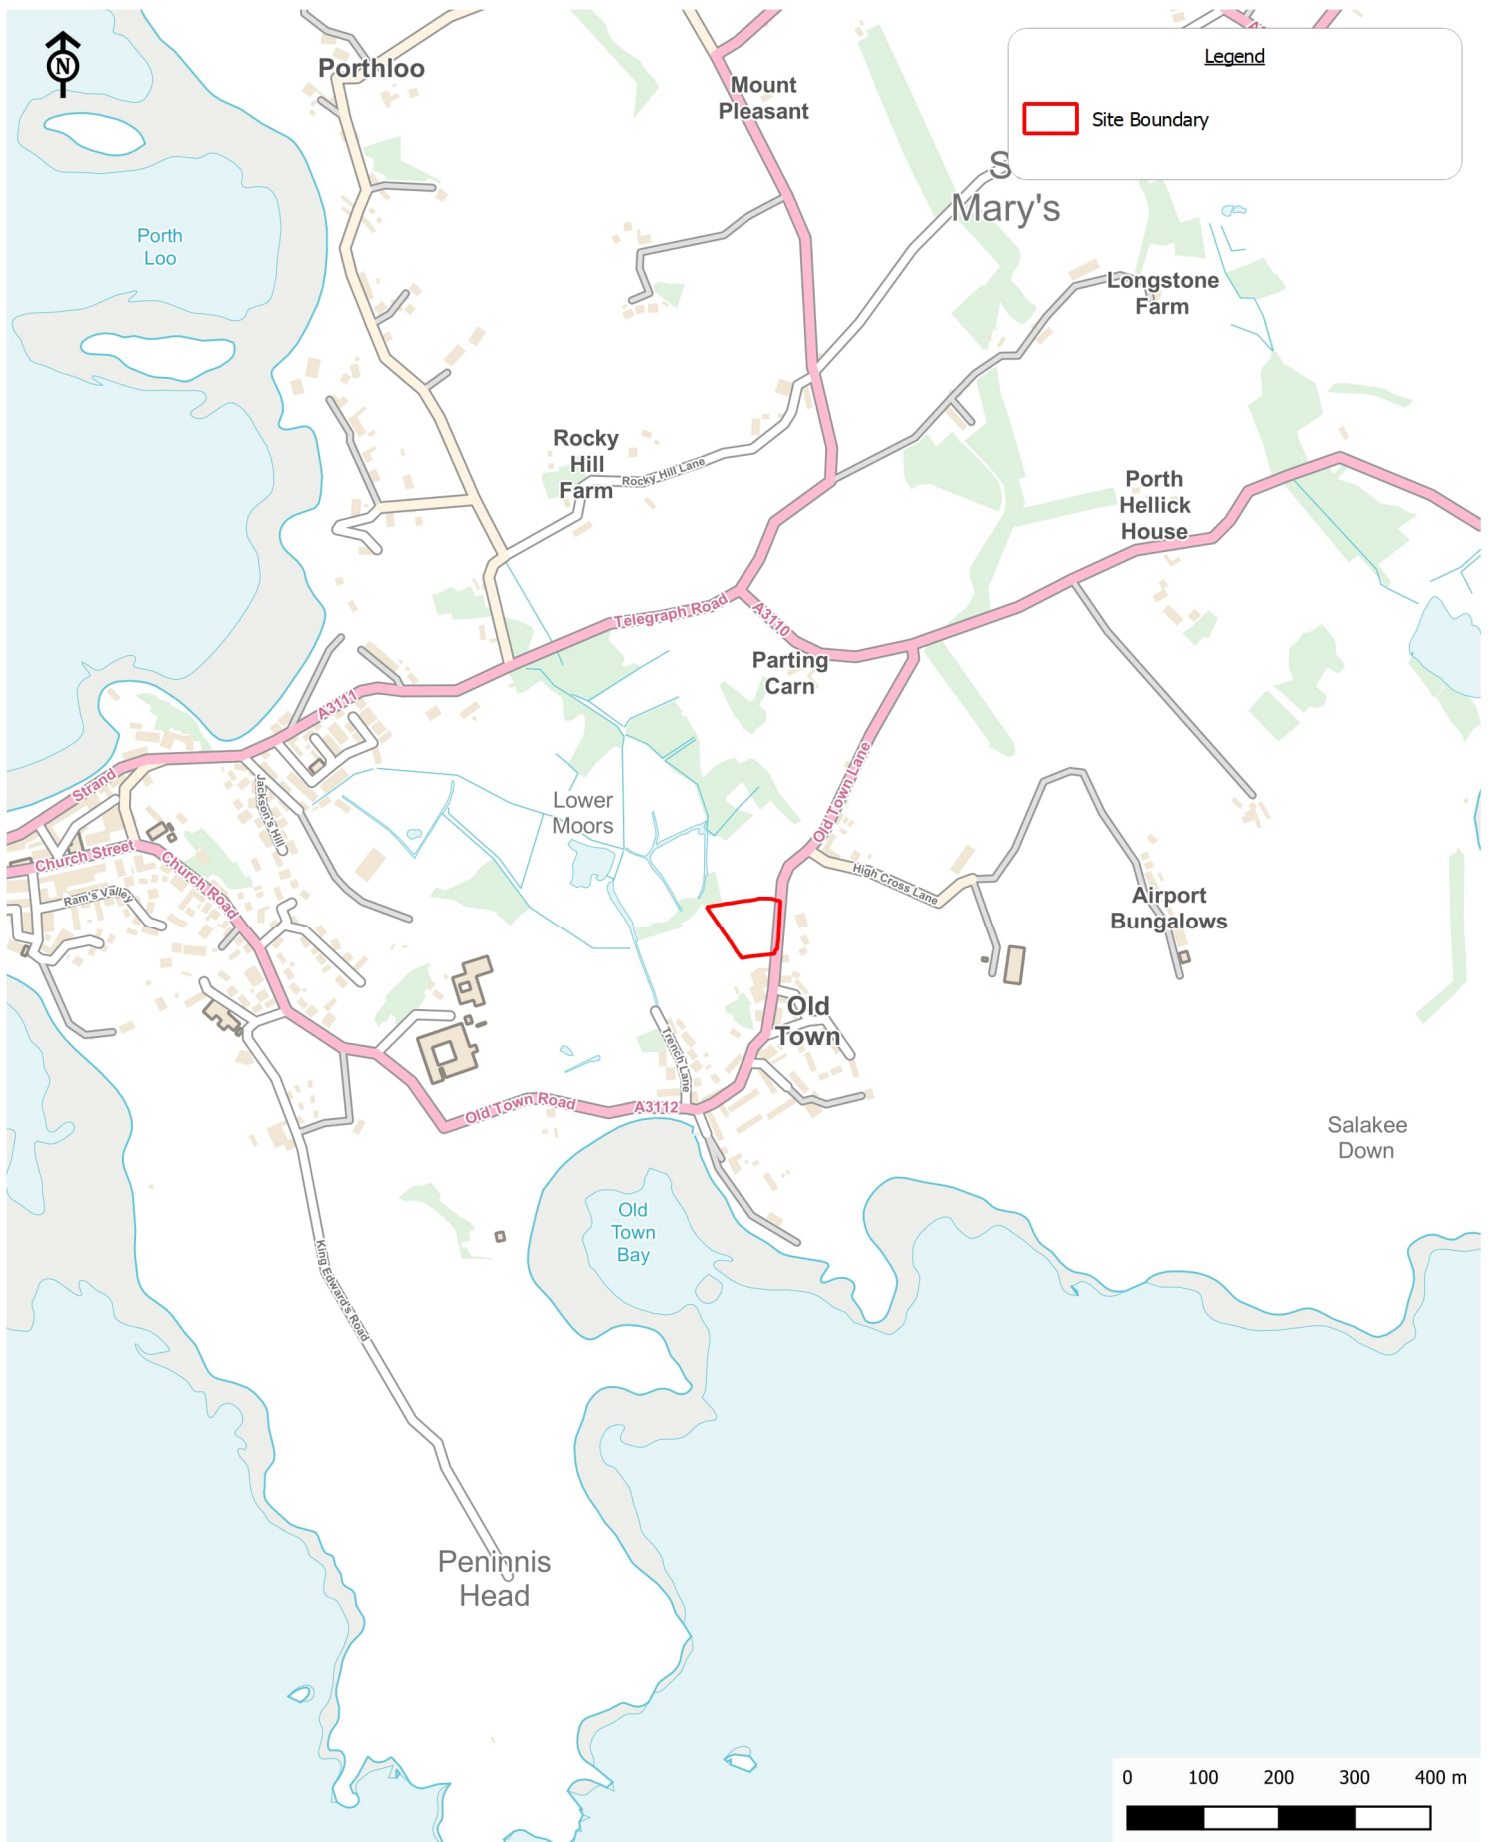 N
Porthloo
Mount
Pleasant
Legend
Site Boundary
S
Mary's
Porth
Loo
Longstone
Farm
Rocky
Hill
Farm
Rocky Hill Lane
Porth
Hellick
House
Telegraph Road
A3110
Parting
Carn
A3111
Strand
Jackson's Hill
Lower
Moors
Old Town Lane
Church Street
Church Road
Ram's Valley
High Cross Lane
Airport
Bungalows
Old
Town
Trench Lane
Old Town Road
A3112
Salakee
Down
Old
Town
Bay
King Edward's Road
Peninnis
Head
0 100 200 300 400 m